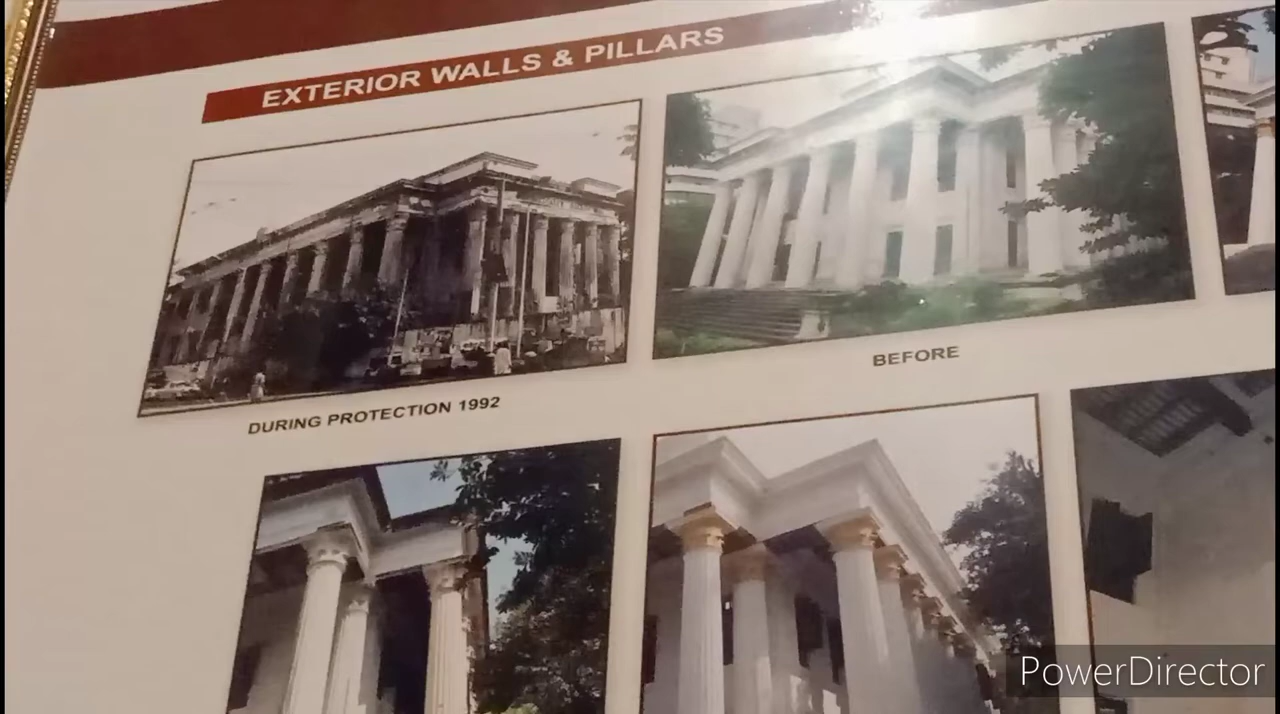 EXTERIOR WALLS & PILLARS
BEFORE
DURING PROTECTION 1992
PowerDirector